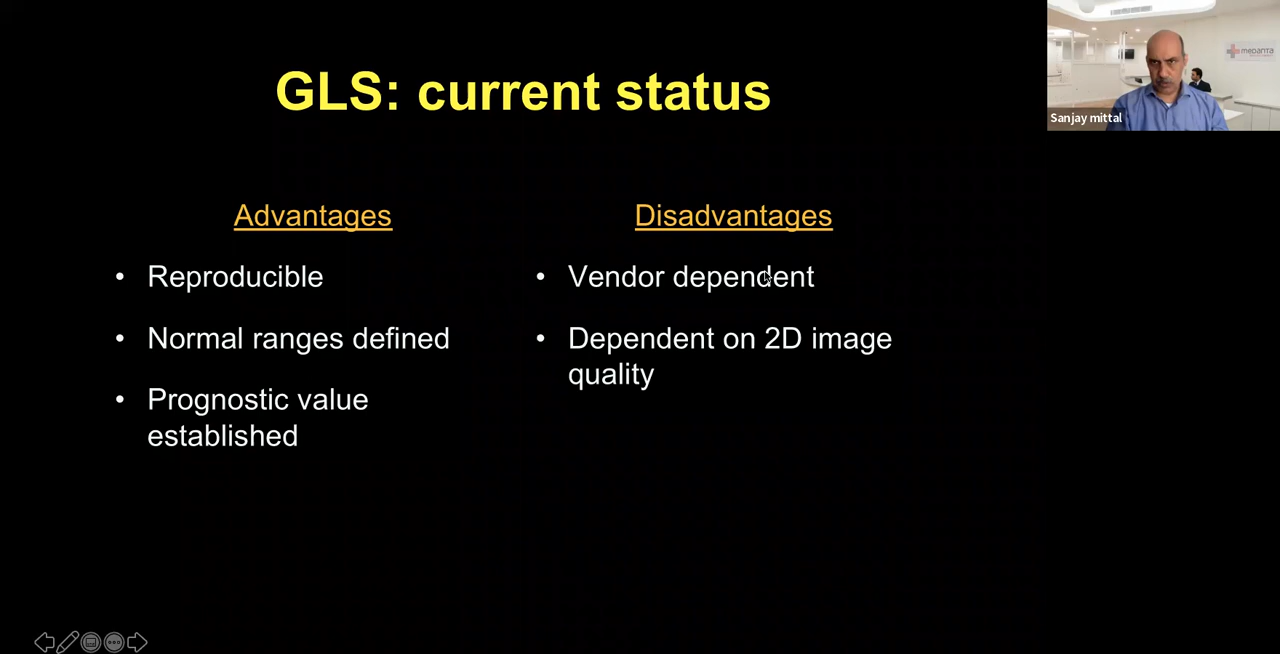 GLS: current status
medanta
Sanjay mittal
Advantages
• Reproducible
• Normal ranges defined
• Prognostic value
established
Disadvantages
• Vendor dependent
• Dependent on 2D image
quality